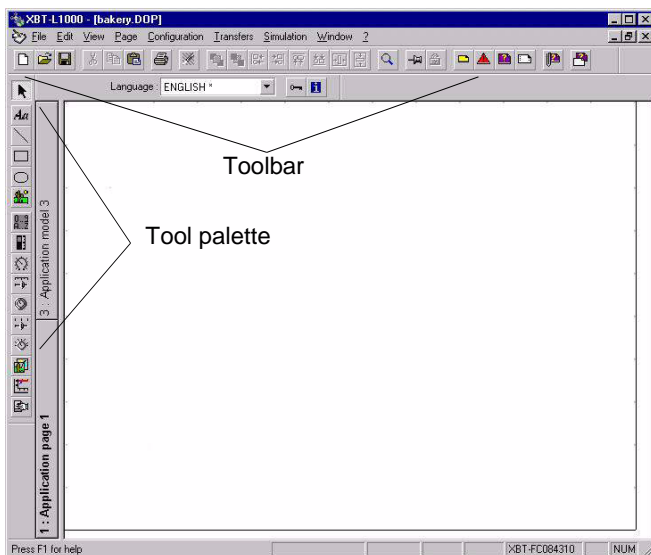 XBT-L1000 - [bakery.DOP]
File Edit View Page Configuration Transfers Simulation Window ?
Language : ENGLISH *
Aa
Toolbar
Tool palette
3 : Application model 3
1 : Application page 1
Press F1 for help XBT-FC084310 NUM